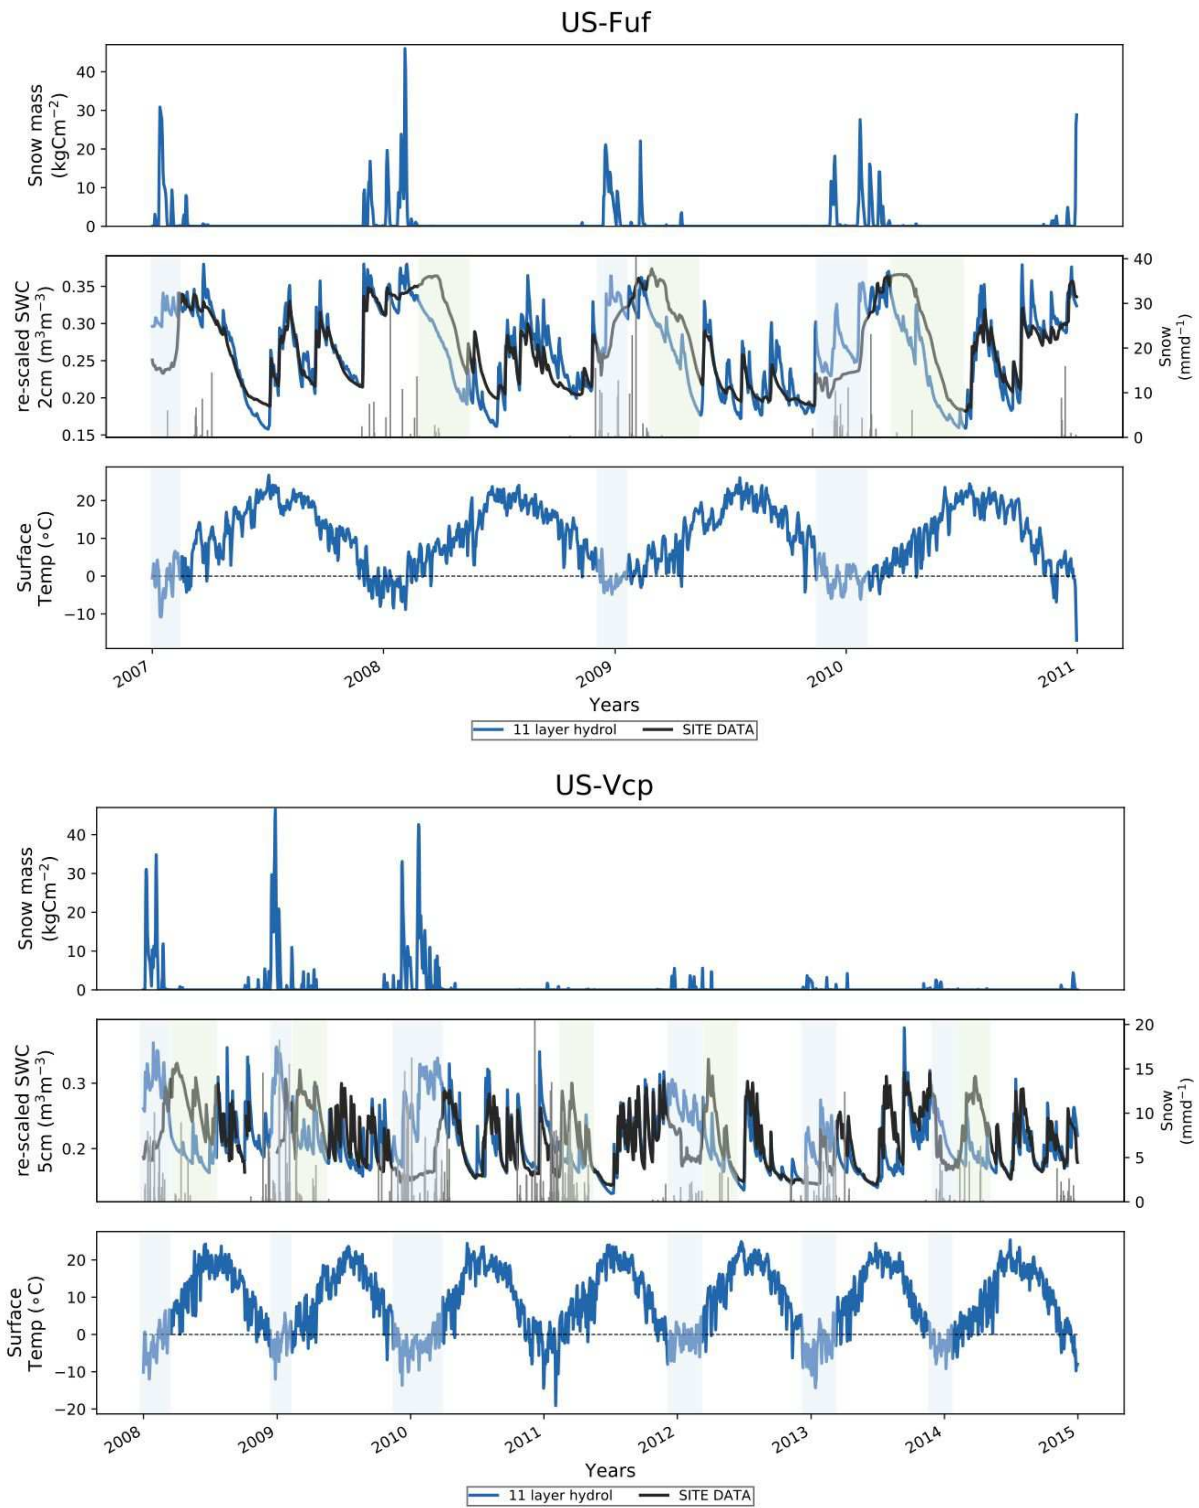 US-Fuf
Snow mass
(kgCm−2)
40
30
20
10
0
re-scaled SWC
2cm (m3m−3)
0.35
0.30
0.25
0.20
0.15
40
30
20
10
0
Snow
(mmd−1)
Surface
Temp (∘C)
20
10
0
−10
2007
2008
2009
2010
2011
Years
11 layer hydrol
SITE DATA
US-Vcp
Snow mass
(kgCm−2)
40
30
20
10
0
re-scaled SWC
5cm (m3m−3)
0.3
0.2
20
15
10
5
0
Snow
(mmd−1)
Surface
Temp (∘C)
20
10
0
−10
−20
2008
2009
2010
2011
2012
2013
2014
2015
Years
11 layer hydrol
SITE DATA